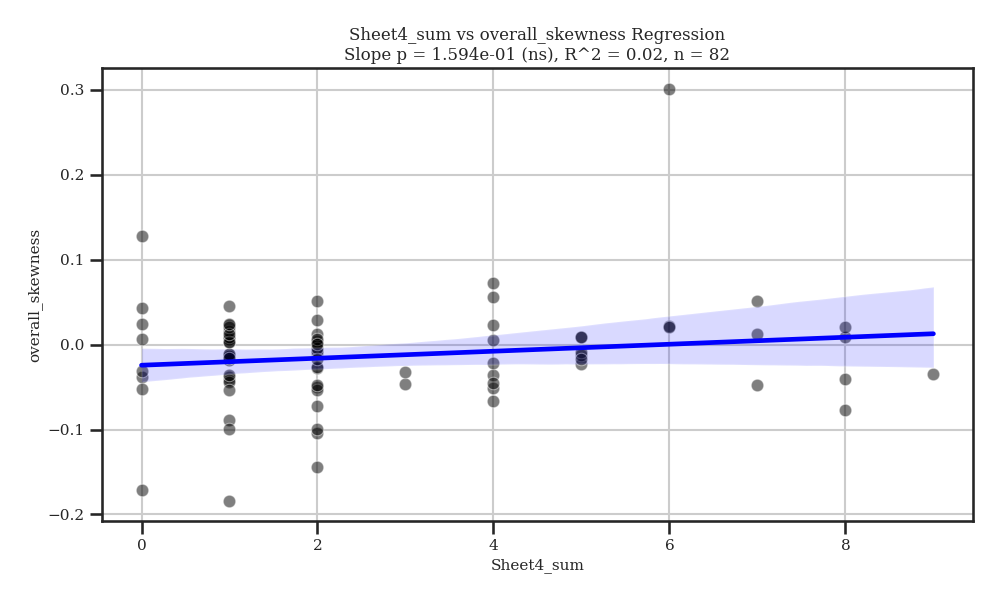 Sheet4_sum vs overall_skewness Regression
Slope p = 1.594e-01 (ns), R^2 = 0.02, n = 82
0.3
0.2
0.1
0.0
−0.1
−0.2
overall_skewness
0 2 4 6 8
Sheet4_sum